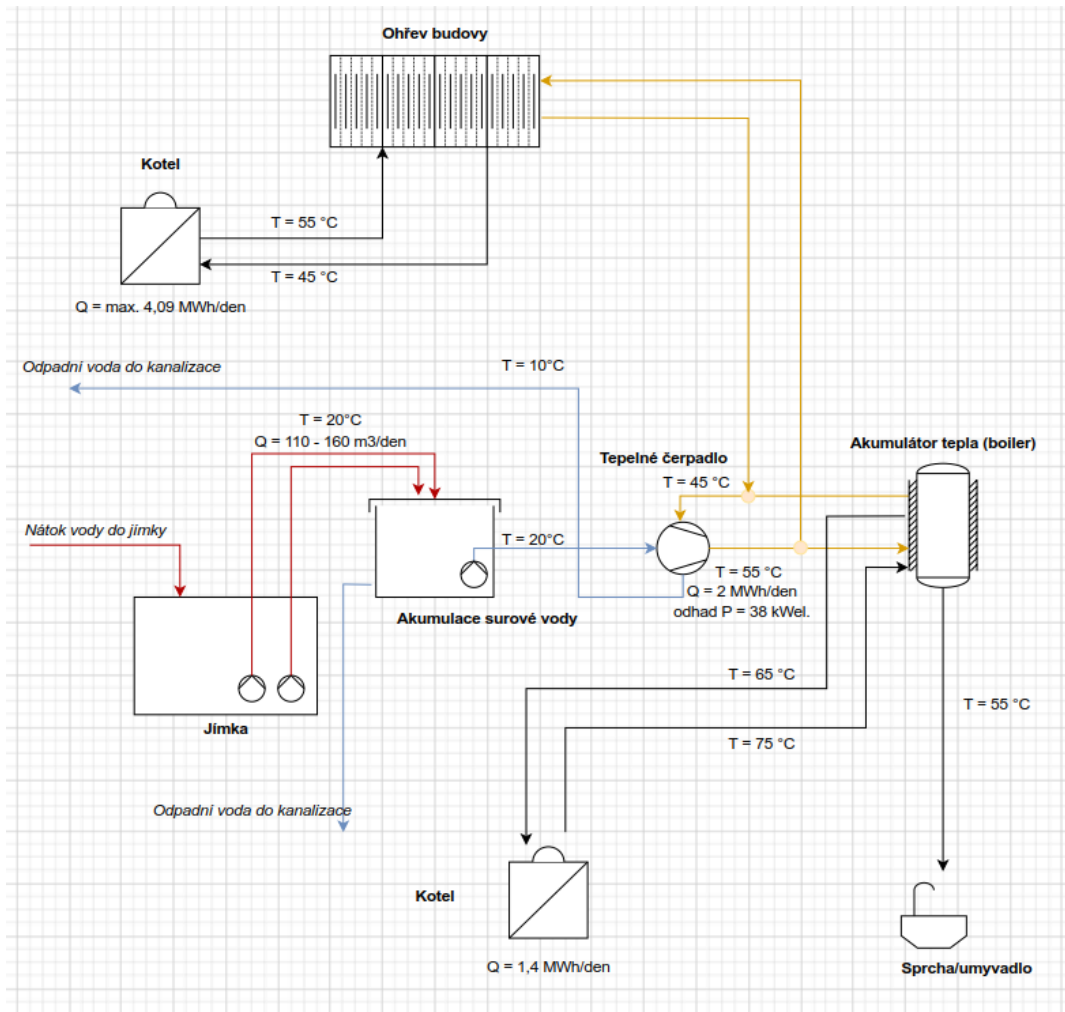 Ohřev budovy
Kotel
T = 55 °C
T = 45 °C
Q = max. 4,09 MWh/den
Odpadní voda do kanalizace
T = 10°C
T = 20°C
Q = 110 - 160 m3/den
Tepelné čerpadlo
T = 45 °C
Akumulátor tepla (boiler)
Nátok vody do jímky
T = 20°C
T = 55 °C
Q = 2 MWh/den
odhad P = 38 kWel.
Akumulace surové vody
Jímka
T = 65 °C
T = 55 °C
T = 75 °C
Odpadní voda do kanalizace
Kotel
Q = 1,4 MWh/den
Sprcha/umyvadlo